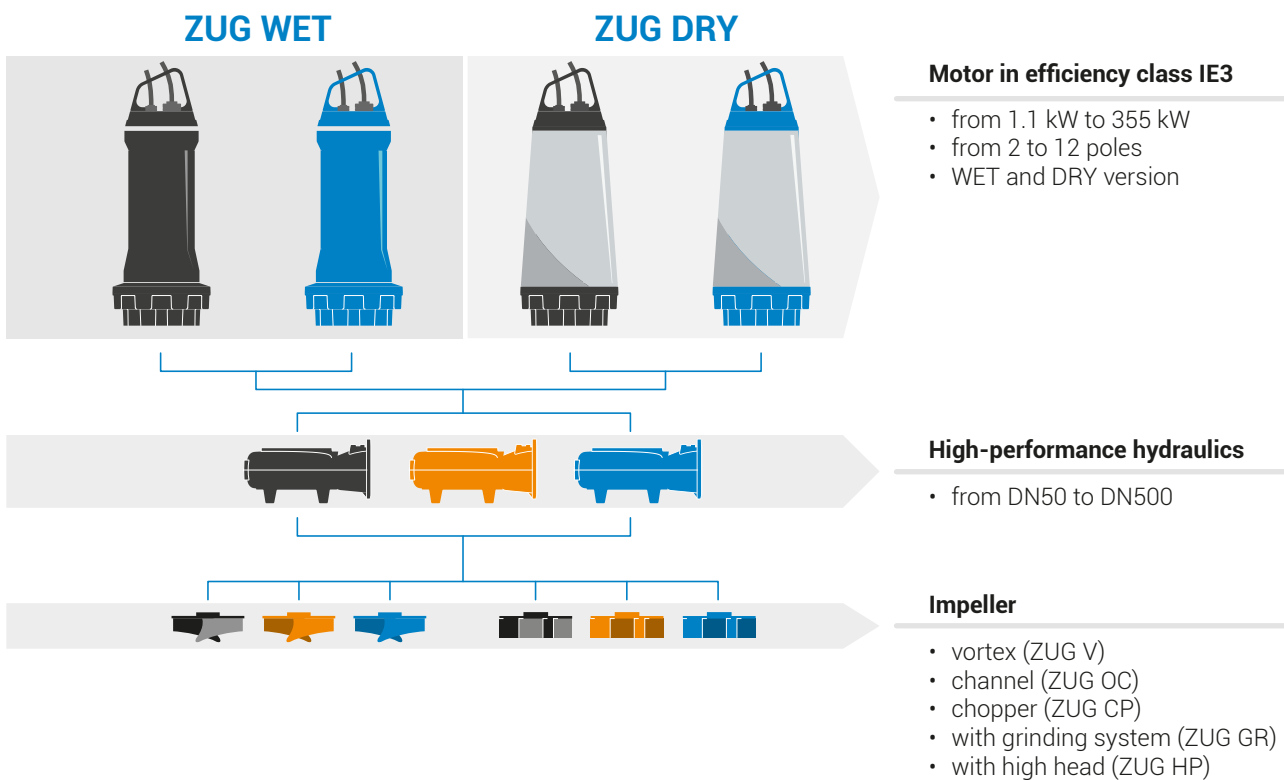 ZUG WET
ZUG DRY
Motor in efficiency class IE3
• from 1.1 kW to 355 kW
• from 2 to 12 poles
• WET and DRY version
High-performance hydraulics
• from DN50 to DN500
Impeller
• vortex (ZUG V)
• channel (ZUG OC)
• chopper (ZUG CP)
• with grinding system (ZUG GR)
• with high head (ZUG HP)